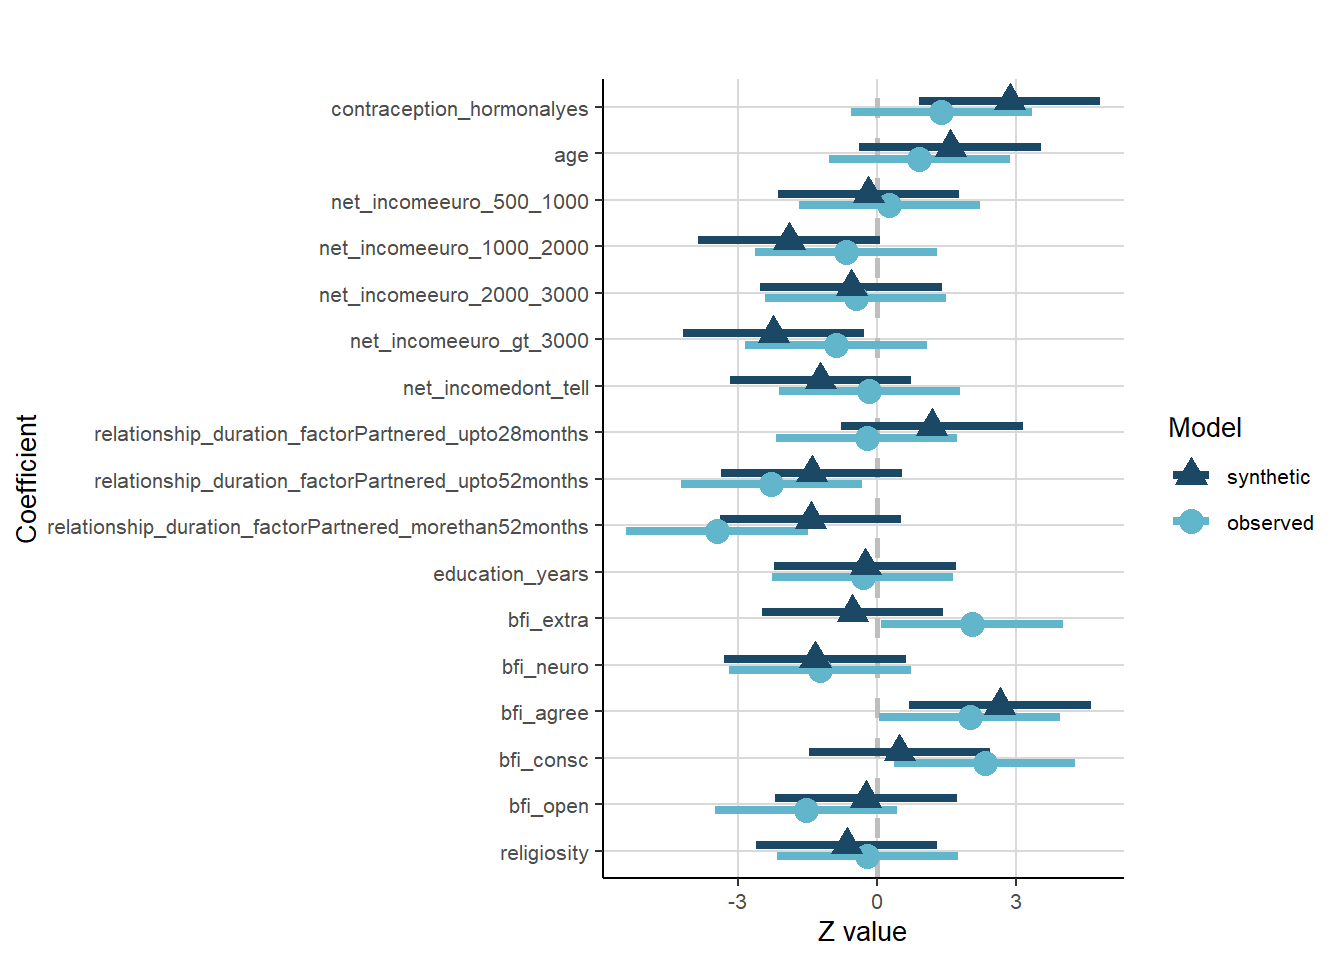 contraception_hormonalyes
age
net_incomeeuro_500_1000
net_incomeeuro_1000_2000
net_incomeeuro_2000_3000
net_incomeeuro_gt_3000
net_incomedont_tell
relationship_duration_factorPartnered_upto28months
relationship_duration_factorPartnered_upto52months
relationship_duration_factorPartnered_morethan52months
education_years
bfi_extra
bfi_neuro
bfi_agree
bfi_consc
bfi_open
religiosity
Coefficient
-3 0 3
Z value
Model
synthetic
observed